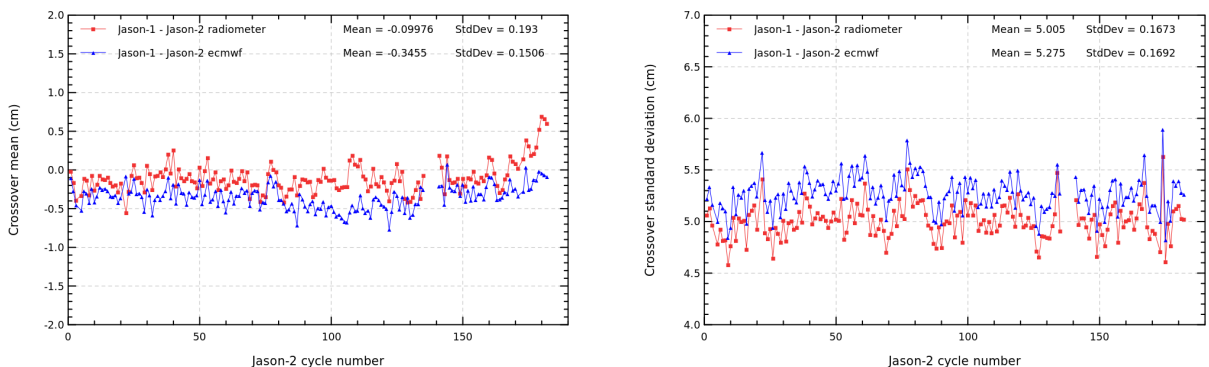 Jason-1 - Jason-2 radiometer Mean = -0.09976 StdDev = 0.193
Jason-1 - Jason-2 ecmwf Mean = -0.3455 StdDev = 0.1506
2.0
1.5
1.0
0.5
0.0
-0.5
-1.0
-1.5
-2.0
Crossover mean (cm)
0 50 100 150
Jason-2 cycle number
Jason-1 - Jason-2 radiometer Mean = 5.005 StdDev = 0.1673
Jason-1 - Jason-2 ecmwf Mean = 5.275 StdDev = 0.1692
7.0
6.5
6.0
5.5
5.0
4.5
4.0
Crossover standard deviation (cm)
0 50 100 150
Jason-2 cycle number